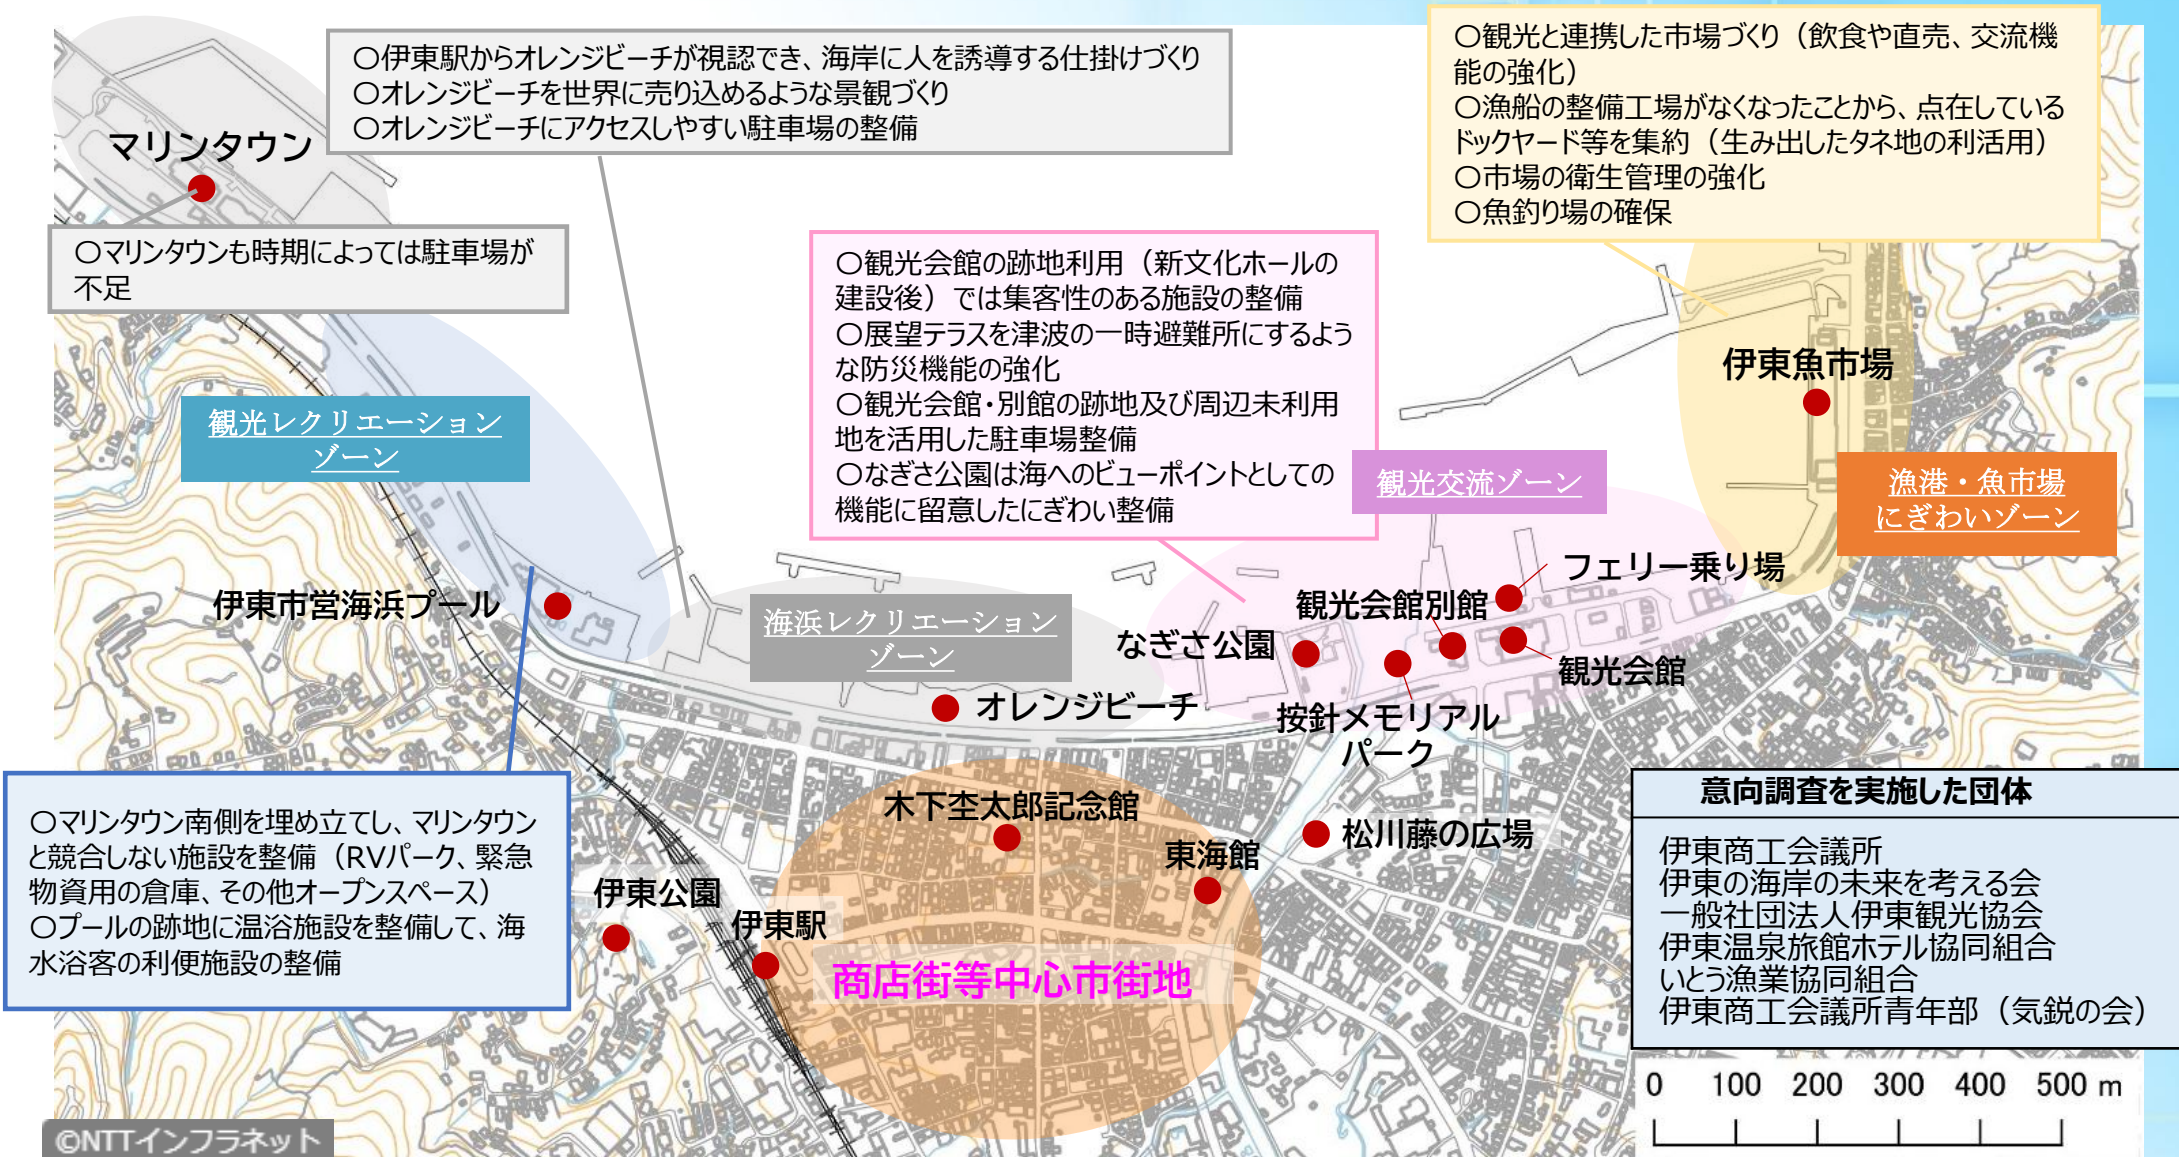 〇伊東駅からオレンジビーチが視認でき、海岸に人を誘導する仕掛けづくり
〇オレンジビーチを世界に売り込めるような景観づくり
〇オレンジビーチにアクセスしやすい駐車場の整備
〇観光と連携した市場づくり（飲食や直売、交流機
能の強化）
〇漁船の整備工場がなくなったことから、点在している
ドックヤード等を集約（生み出したタネ地の利活用）
〇市場の衛生管理の強化
〇魚釣り場の確保
マリンタウン
〇マリンタウンも時期によっては駐車場が
不足
〇観光会館の跡地利用（新文化ホールの
建設後）では集客性のある施設の整備
〇展望テラスを津波の一時避難所にするよう
な防災機能の強化
〇観光会館・別館の跡地及び周辺未利用
地を活用した駐車場整備
〇なぎさ公園は海へのビューポイントとしての
機能に留意したにぎわい整備
伊東魚市場
観光レクリエーション
ゾーン
観光交流ゾーン
漁港・魚市場
にぎわいゾーン
フェリー乗り場
伊東市営海浜プール
海浜レクリエーション
ゾーン
観光会館別館
なぎさ公園
観光会館
オレンジビーチ
按針メモリアル
パーク
〇マリンタウン南側を埋め立てし、マリンタウン
と競合しない施設を整備（RVパーク、緊急
物資用の倉庫、その他オープンスペース）
〇プールの跡地に温浴施設を整備して、海
水浴客の利便施設の整備
木下杢太郎記念館
東海館
松川藤の広場
伊東公園
伊東駅
商店街等中心市街地
意向調査を実施した団体
伊東商工会議所
伊東の海岸の未来を考える会
一般社団法人伊東観光協会
伊東温泉旅館ホテル協同組合
いとう漁業協同組合
伊東商工会議所青年部（気鋭の会）
0 100 200 300 400 500 m
©NTTインフラネット